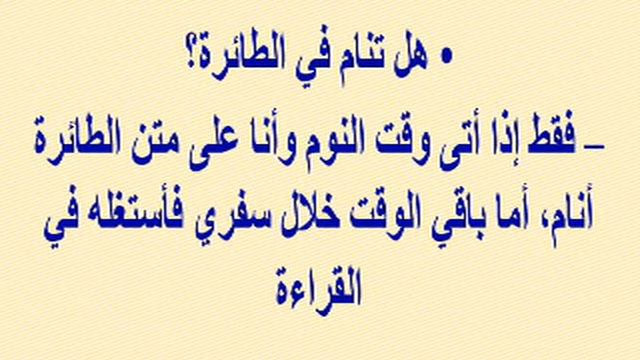 • هل تنام في الطائرة؟
– فقط إذا أتى وقت النوم وأنا على متن الطائرة
أنام، أما باقي الوقت خلال سفري فأستغله في
القراءة